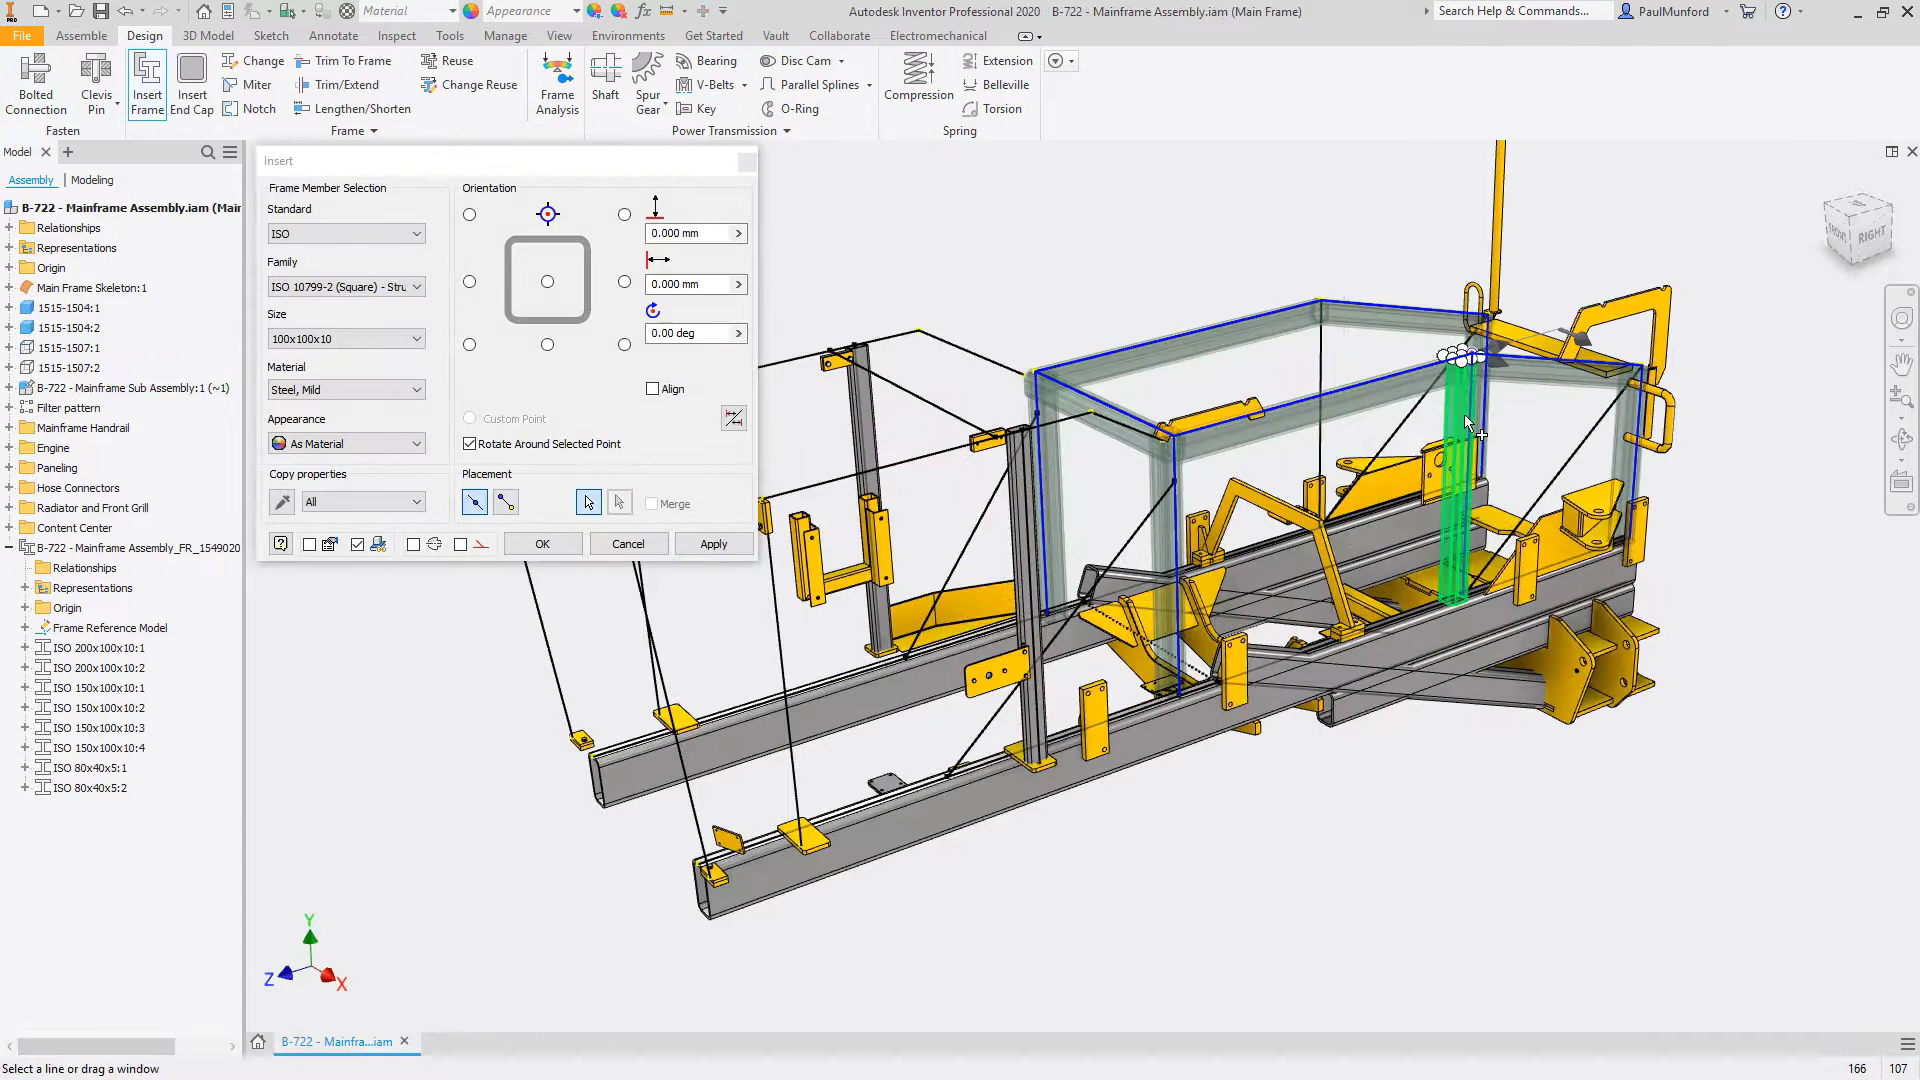 Material
Appearance
Autodesk Inventor Professional 2020
B-722 - Mainframe Assembly.iam (Main Frame)
Search Help & Commands...
PaulMunford
PRO
File
Assemble
Design
3D Model
Sketch
Annotate
Inspect
Tools
Manage
View
Environments
Get Started
Vault
Collaborate
Electromechanical
Bolted Connection
Clevis Pin
Insert Frame
Insert End Cap
Change
Miter
Notch
Trim To Frame
Trim/Extend
Lengthen/Shorten
Reuse
Change Reuse
Frame Analysis
Shaft
Spur Gear
Bearing
V-Belts
Key
Disc Cam
Parallel Splines
O-Ring
Compression
Extension
Belleville
Torsion
Fasten
Frame
Power Transmission
Spring
Model
Assembly
Modeling
B-722 - Mainframe Assembly.iam (Mair
Relationships
Representations
Origin
Main Frame Skeleton:1
1515-1504:1
1515-1504:2
1515-1507:1
1515-1507:2
B-722 - Mainframe Sub Assembly:1 (~1)
Filter pattern
Mainframe Handrail
Engine
Paneling
Hose Connectors
Radiator and Front Grill
Content Center
B-722 - Mainframe Assembly_FR_1549020
Relationships
Representations
Origin
Frame Reference Model
ISO 200x100x10:1
ISO 200x100x10:2
ISO 150x100x10:1
ISO 150x100x10:2
ISO 150x100x10:3
ISO 150x100x10:4
ISO 80x40x5:1
ISO 80x40x5:2
Insert
Frame Member Selection
Standard
ISO
Family
ISO 10799-2 (Square) - Stru
Size
100x100x10
Material
Steel, Mild
Appearance
As Material
Copy properties
All
Orientation
0.000 mm
0.000 mm
0.00 deg
Align
Custom Point
Rotate Around Selected Point
Placement
Merge
OK
Cancel
Apply
FRONT
RIGHT
Y
Z
X
B-722 - Mainfra...iam
Select a line or drag a window
166
107